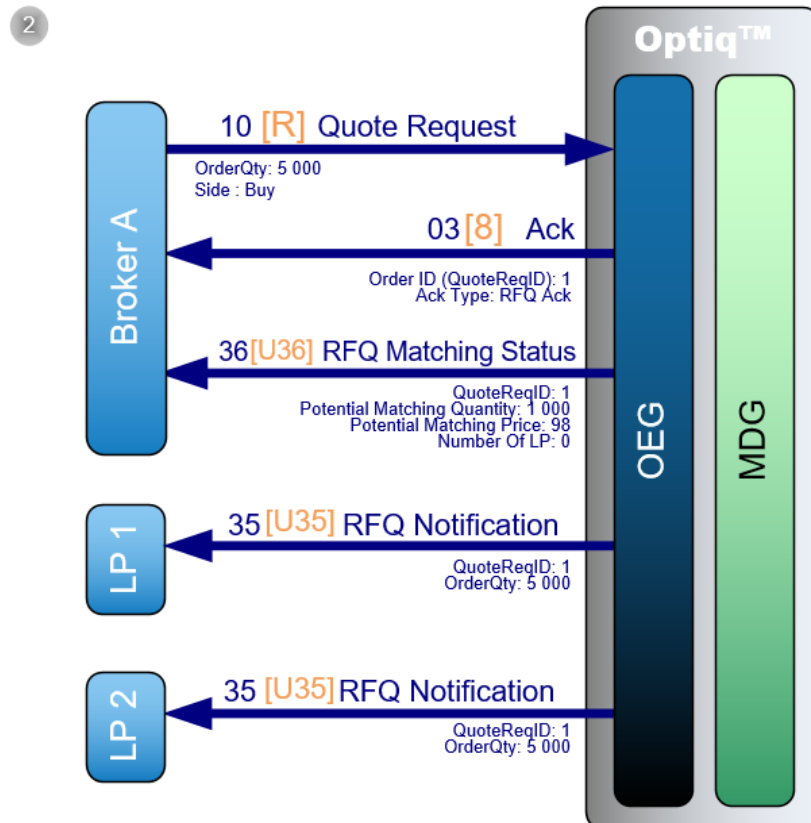 2
Optiq™
Broker A
10 [R] Quote Request
OrderQty: 5 000
Side : Buy
03 [8] Ack
Order ID (QuoteReqID): 1
Ack Type: RFQ Ack
36 [U36] RFQ Matching Status
QuoteReqID: 1
Potential Matching Quantity: 1 000
Potential Matching Price: 98
Number Of LP: 0
OEG
MDG
LP 1
35 [U35] RFQ Notification
QuoteReqID: 1
OrderQty: 5 000
LP 2
35 [U35] RFQ Notification
QuoteReqID: 1
OrderQty: 5 000